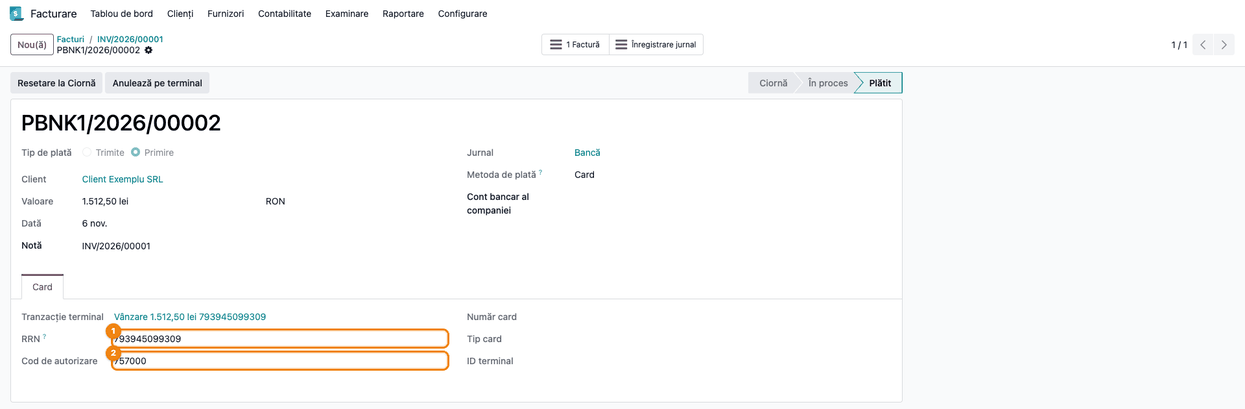 Facturare Tablou de bord Clienți Furnizori Contabilitate Examinare Raportare Configurare
Nou(ă) Facturi / INV/2026/00001
PBNK1/2026/00002
1 Factură Înregistrare jurnal
1 / 1
Resetare la Ciornă Anulează pe terminal
Ciornă În proces Plătit
PBNK1/2026/00002
Tip de plată Trimite Primire
Client Client Exemplu SRL
Valoare 1.512,50 lei RON
Dată 6 nov.
Notă INV/2026/00001
Jurnal Bancă
Metoda de plată ? Card
Cont bancar al
companiei
Card
Tranzacție terminal Vânzare 1.512,50 lei 793945099309
1
RRN ? 793945099309
2
Cod de autorizare 757000
Număr card
Tip card
ID terminal